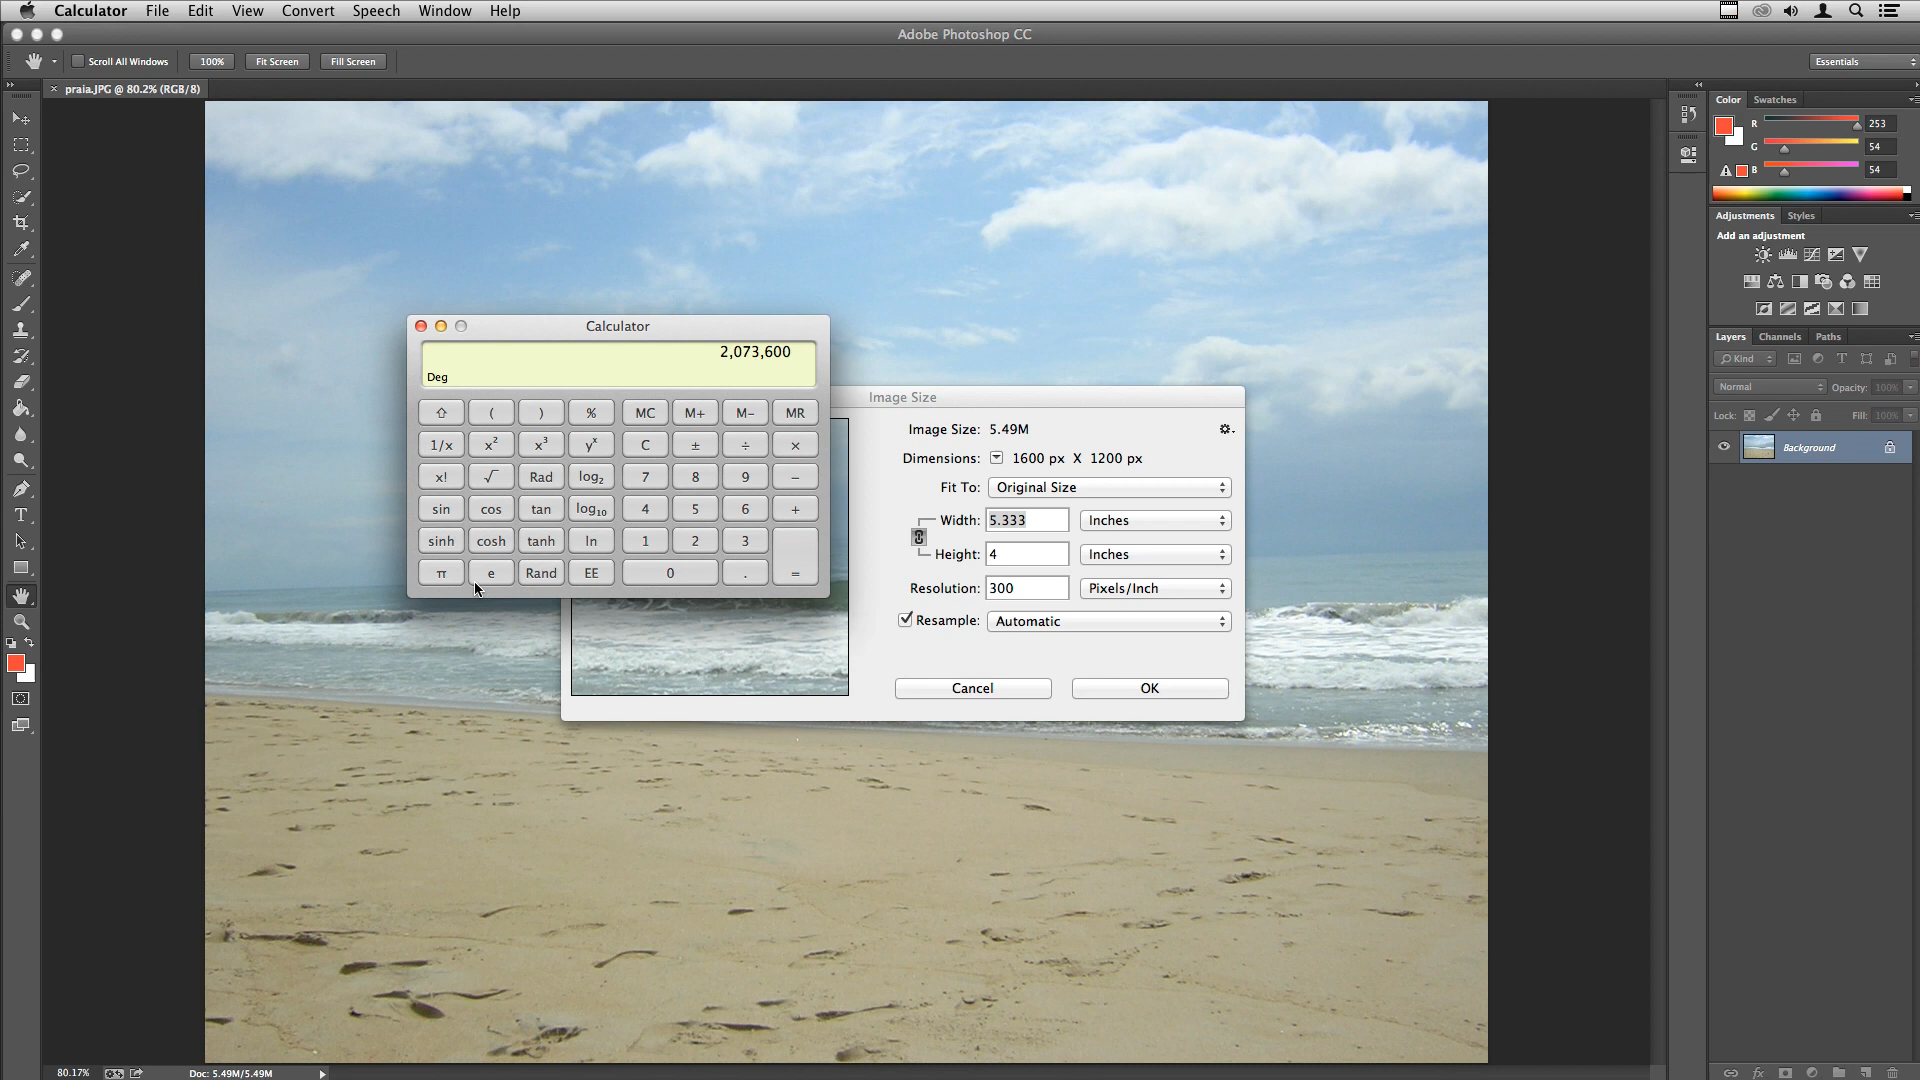 Calculator File Edit View Convert Speech Window Help
Adobe Photoshop CC
Scroll All Windows 100% Fit Screen Fill Screen Essentials
× praia.JPG @ 80.2% (RGB/8)
Color Swatches
R 253
G 54
B 54
Adjustments Styles
Add an adjustment
Layers Channels Paths
Kind
Normal Opacity: 100%
Lock: Fill: 100%
Background
Calculator
2,073,600
Deg
( ) % MC M+ M– MR
1/x x² x³ yˣ C ± ÷ ×
x! √ Rad log₂ 7 8 9 –
sin cos tan log₁₀ 4 5 6 +
sinh cosh tanh ln 1 2 3
π e Rand EE 0 . =
Image Size
Image Size: 5.49M
Dimensions: 1600 px X 1200 px
Fit To: Original Size
Width: 5.333 Inches
Height: 4 Inches
Resolution: 300 Pixels/Inch
Resample: Automatic
Cancel OK
80.17% Doc: 5.49M/5.49M
fx